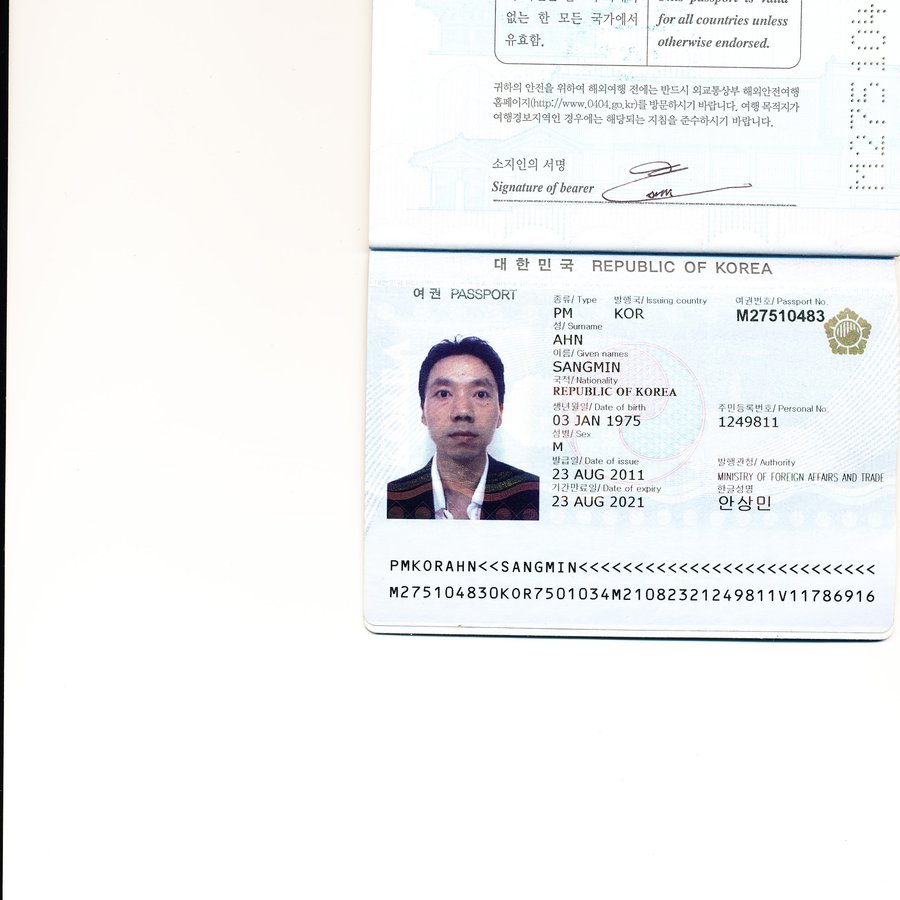 없는 한 모든 국가에서
유효함.
This passport is valid
for all countries unless
otherwise endorsed.
귀하의 안전을 위하여 해외여행 전에는 반드시 외교통상부 해외안전여행
홈페이지(http://www.0404.go.kr)를 방문하시기 바랍니다. 여행 목적지가
여행경보지역인 경우에는 해당되는 지침을 준수하시기 바랍니다.
소지인의 서명
Signature of bearer
대한민국 REPUBLIC OF KOREA
여권 PASSPORT
종류/ Type 발행국/ Issuing country 여권번호/ Passport No.
PM KOR M27510483
성/ Surname
AHN
이름/ Given names
SANGMIN
국적/ Nationality
REPUBLIC OF KOREA
생년월일/ Date of birth 주민등록번호/ Personal No.
03 JAN 1975 1249811
성별/ Sex
M
발급일/ Date of issue 발행관청/ Authority
23 AUG 2011 MINISTRY OF FOREIGN AFFAIRS AND TRADE
기간만료일/ Date of expiry 한글성명
23 AUG 2021 안상민
PMKORAHN<<SANGMIN<<<<<<<<<<<<<<<<<<<<<<<<<<<
M275104830KOR7501034M21082321249811V11786916